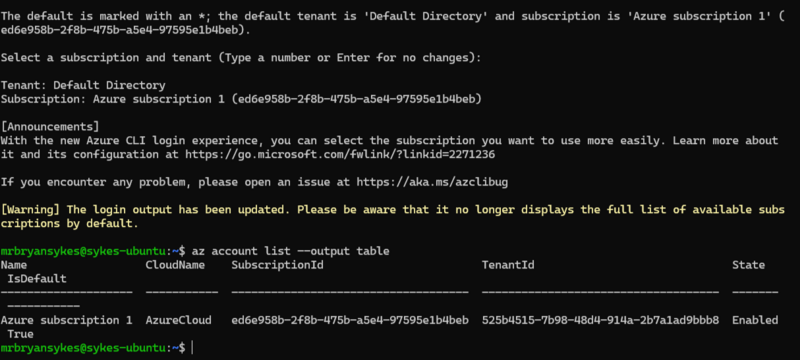 The default is marked with an *; the default tenant is 'Default Directory' and subscription is 'Azure subscription 1' (
ed6e958b-2f8b-475b-a5e4-97595e1b4beb).
Select a subscription and tenant (Type a number or Enter for no changes):
Tenant: Default Directory
Subscription: Azure subscription 1 (ed6e958b-2f8b-475b-a5e4-97595e1b4beb)
[Announcements]
With the new Azure CLI login experience, you can select the subscription you want to use more easily. Learn more about
it and its configuration at https://go.microsoft.com/fwlink/?linkid=2271236
If you encounter any problem, please open an issue at https://aka.ms/azclibug
[Warning] The login output has been updated. Please be aware that it no longer displays the full list of available subs
criptions by default.
mrbryansykes@sykes-ubuntu:~$ az account list --output table
Name                  CloudName    SubscriptionId                        TenantId                              State
 IsDefault
--------------------  -----------  ------------------------------------  ------------------------------------  -------
 -----------
Azure subscription 1  AzureCloud   ed6e958b-2f8b-475b-a5e4-97595e1b4beb  525b4515-7b98-48d4-914a-2b7a1ad9bbb8  Enabled
 True
mrbryansykes@sykes-ubuntu:~$